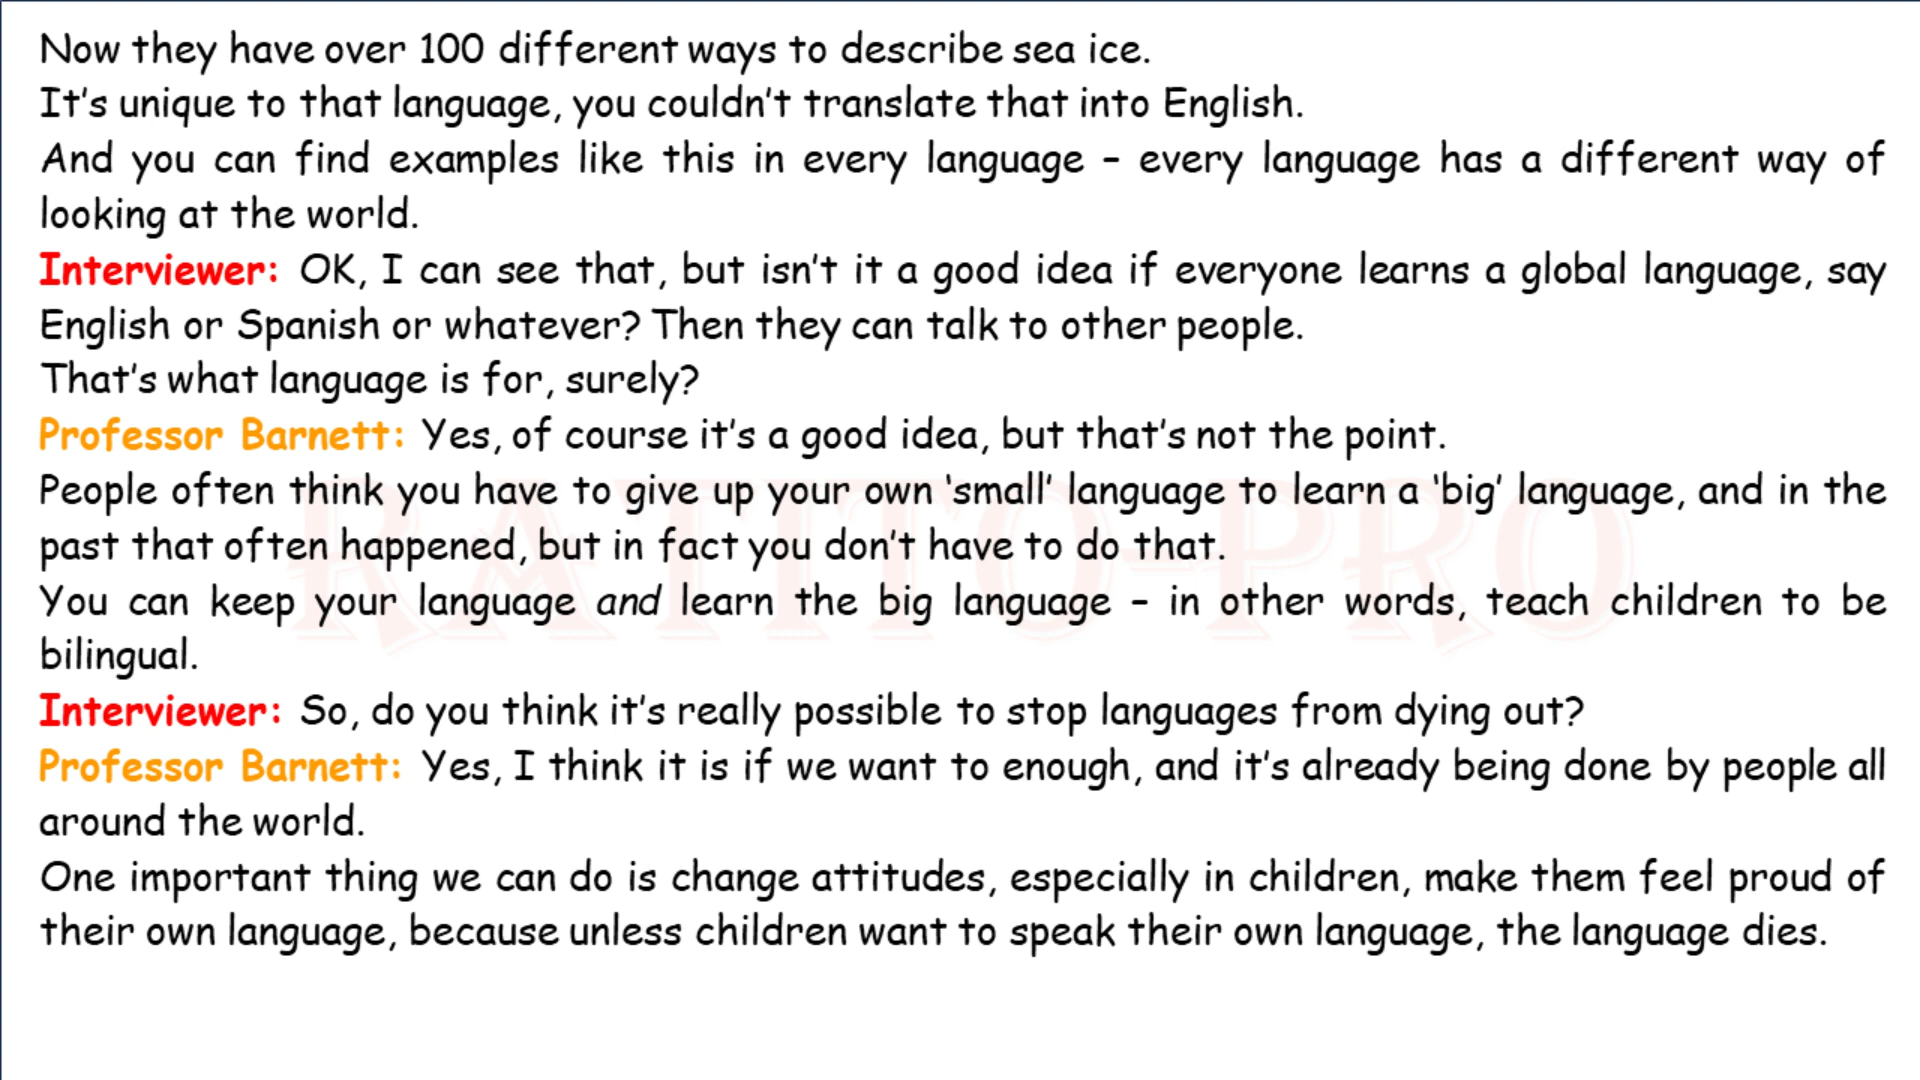 Now they have over 100 different ways to describe sea ice.
It's unique to that language, you couldn't translate that into English.
And you can find examples like this in every language – every language has a different way of
looking at the world.
Interviewer: OK, I can see that, but isn't it a good idea if everyone learns a global language, say
English or Spanish or whatever? Then they can talk to other people.
That's what language is for, surely?
Professor Barnett: Yes, of course it's a good idea, but that's not the point.
People often think you have to give up your own ‘small’ language to learn a ‘big’ language, and in the
past that often happened, but in fact you don't have to do that.
You can keep your language and learn the big language – in other words, teach children to be
bilingual.
Interviewer: So, do you think it's really possible to stop languages from dying out?
Professor Barnett: Yes, I think it is if we want to enough, and it's already being done by people all
around the world.
One important thing we can do is change attitudes, especially in children, make them feel proud of
their own language, because unless children want to speak their own language, the language dies.
RATITO-PRO